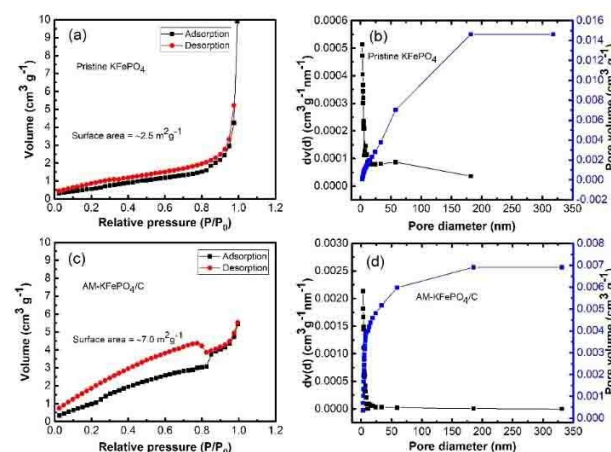 (a)
Adsorption
Desorption
Pristine KFePO4
Surface area = ~2.5 m²g⁻¹
Volume (cm³ g⁻¹)
10
9
8
7
6
5
4
3
2
1
0
0.0 0.2 0.4 0.6 0.8 1.0 1.2
Relative pressure (P/P₀)
(b)
Pristine KFePO₄
dv(d) (cm³nm⁻¹g⁻¹)
0.0006
0.0005
0.0004
0.0003
0.0002
0.0001
0.0000
Pore volume (cm³ g⁻¹)
0.016
0.014
0.012
0.010
0.008
0.006
0.004
0.002
0.000
-0.002
0 50 100 150 200 250 300 350
Pore diameter (nm)
(c)
Adsorption
Desorption
AM-KFePO₄/C
Surface area = ~7.0 m²g⁻¹
Volume (cm³ g⁻¹)
10
9
8
7
6
5
4
3
2
1
0
0.0 0.2 0.4 0.6 0.8 1.0 1.2
Relative pressure (P/P₀)
(d)
AM-KFePO₄/C
dv(d) (cm³nm⁻¹g⁻¹)
0.0030
0.0025
0.0020
0.0015
0.0010
0.0005
0.0000
Pore volume (cm³ g⁻¹)
0.008
0.007
0.006
0.005
0.004
0.003
0.002
0.001
0.000
0 50 100 150 200 250 300 350
Pore diameter (nm)